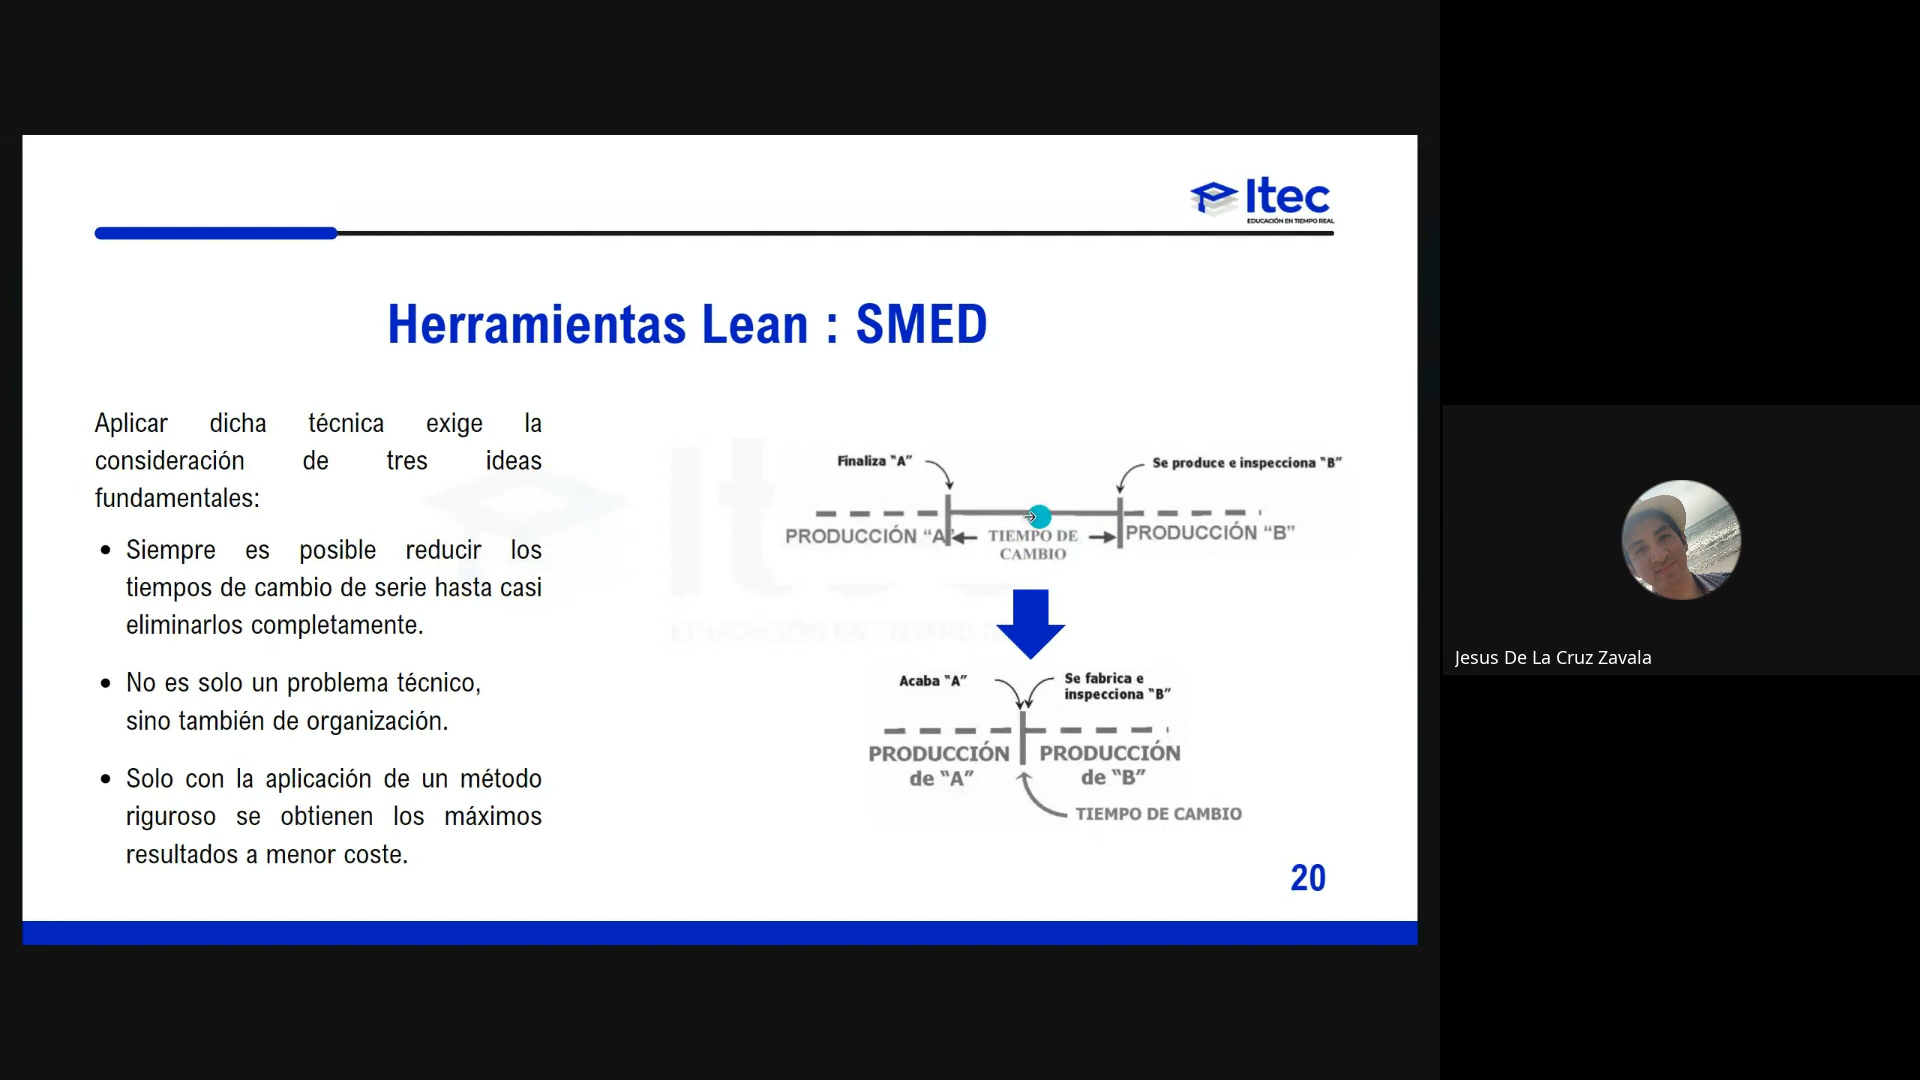 Itec
EDUCACIÓN EN TIEMPO REAL
Herramientas Lean : SMED
Aplicar dicha técnica exige la
consideración de tres ideas
fundamentales:
• Siempre es posible reducir los
tiempos de cambio de serie hasta casi
eliminarlos completamente.
• No es solo un problema técnico,
sino también de organización.
• Solo con la aplicación de un método
riguroso se obtienen los máximos
resultados a menor coste.
Finaliza "A"
Se produce e inspecciona "B"
PRODUCCIÓN “A”
TIEMPO DE
CAMBIO
PRODUCCIÓN “B”
Acaba "A"
Se fabrica e
inspecciona "B"
PRODUCCIÓN
de "A"
PRODUCCIÓN
de "B"
TIEMPO DE CAMBIO
20
Jesus De La Cruz Zavala